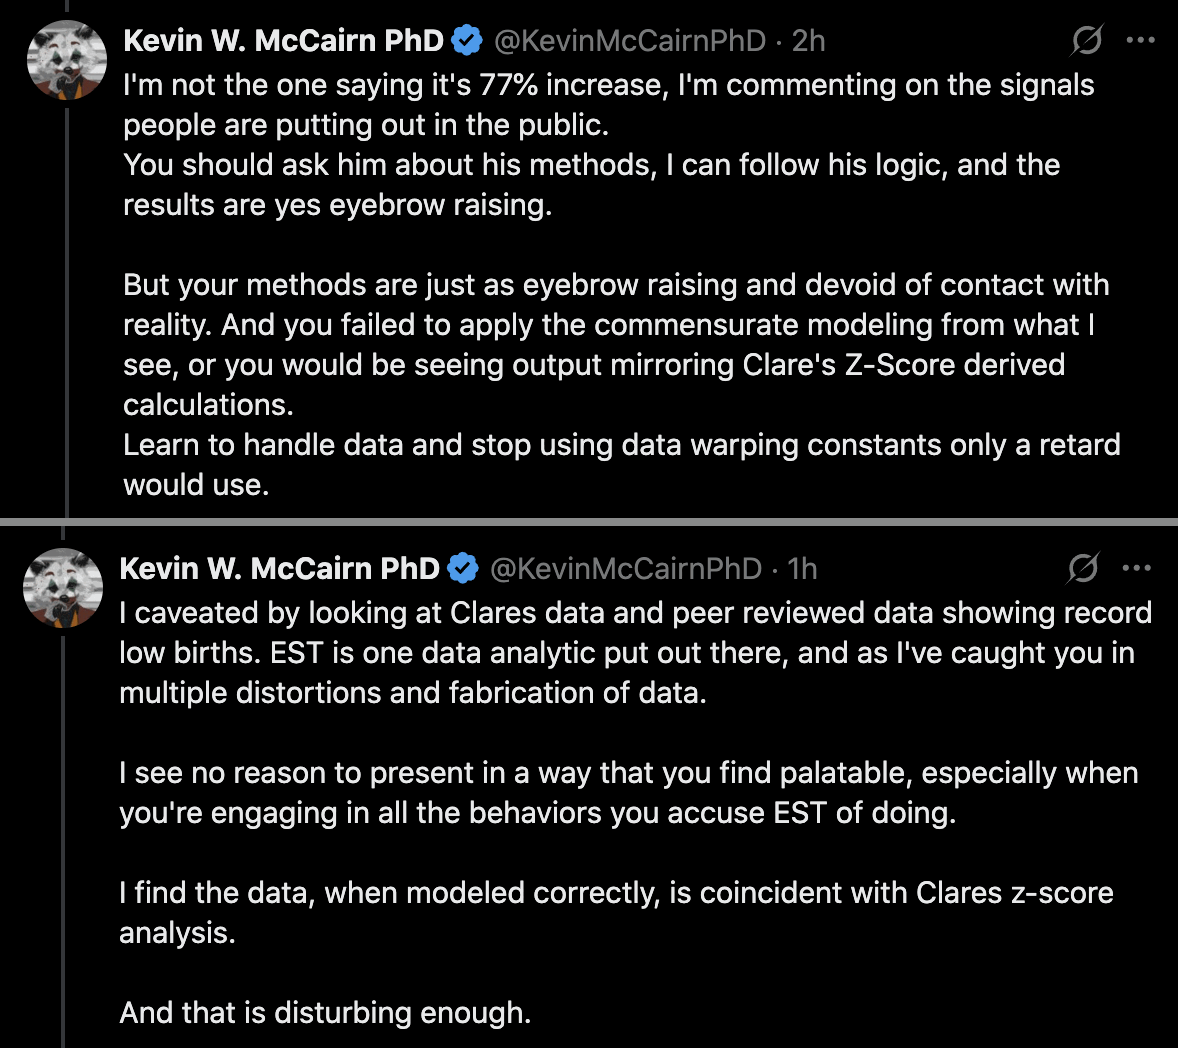 Kevin W. McCairn PhD @KevinMcCairnPhD · 2h
I'm not the one saying it's 77% increase, I'm commenting on the signals
people are putting out in the public.
You should ask him about his methods, I can follow his logic, and the
results are yes eyebrow raising.
But your methods are just as eyebrow raising and devoid of contact with
reality. And you failed to apply the commensurate modeling from what I
see, or you would be seeing output mirroring Clare's Z-Score derived
calculations.
Learn to handle data and stop using data warping constants only a retard
would use.
Kevin W. McCairn PhD @KevinMcCairnPhD · 1h
I caveated by looking at Clares data and peer reviewed data showing record
low births. EST is one data analytic put out there, and as I've caught you in
multiple distortions and fabrication of data.
I see no reason to present in a way that you find palatable, especially when
you're engaging in all the behaviors you accuse EST of doing.
I find the data, when modeled correctly, is coincident with Clares z-score
analysis.
And that is disturbing enough.